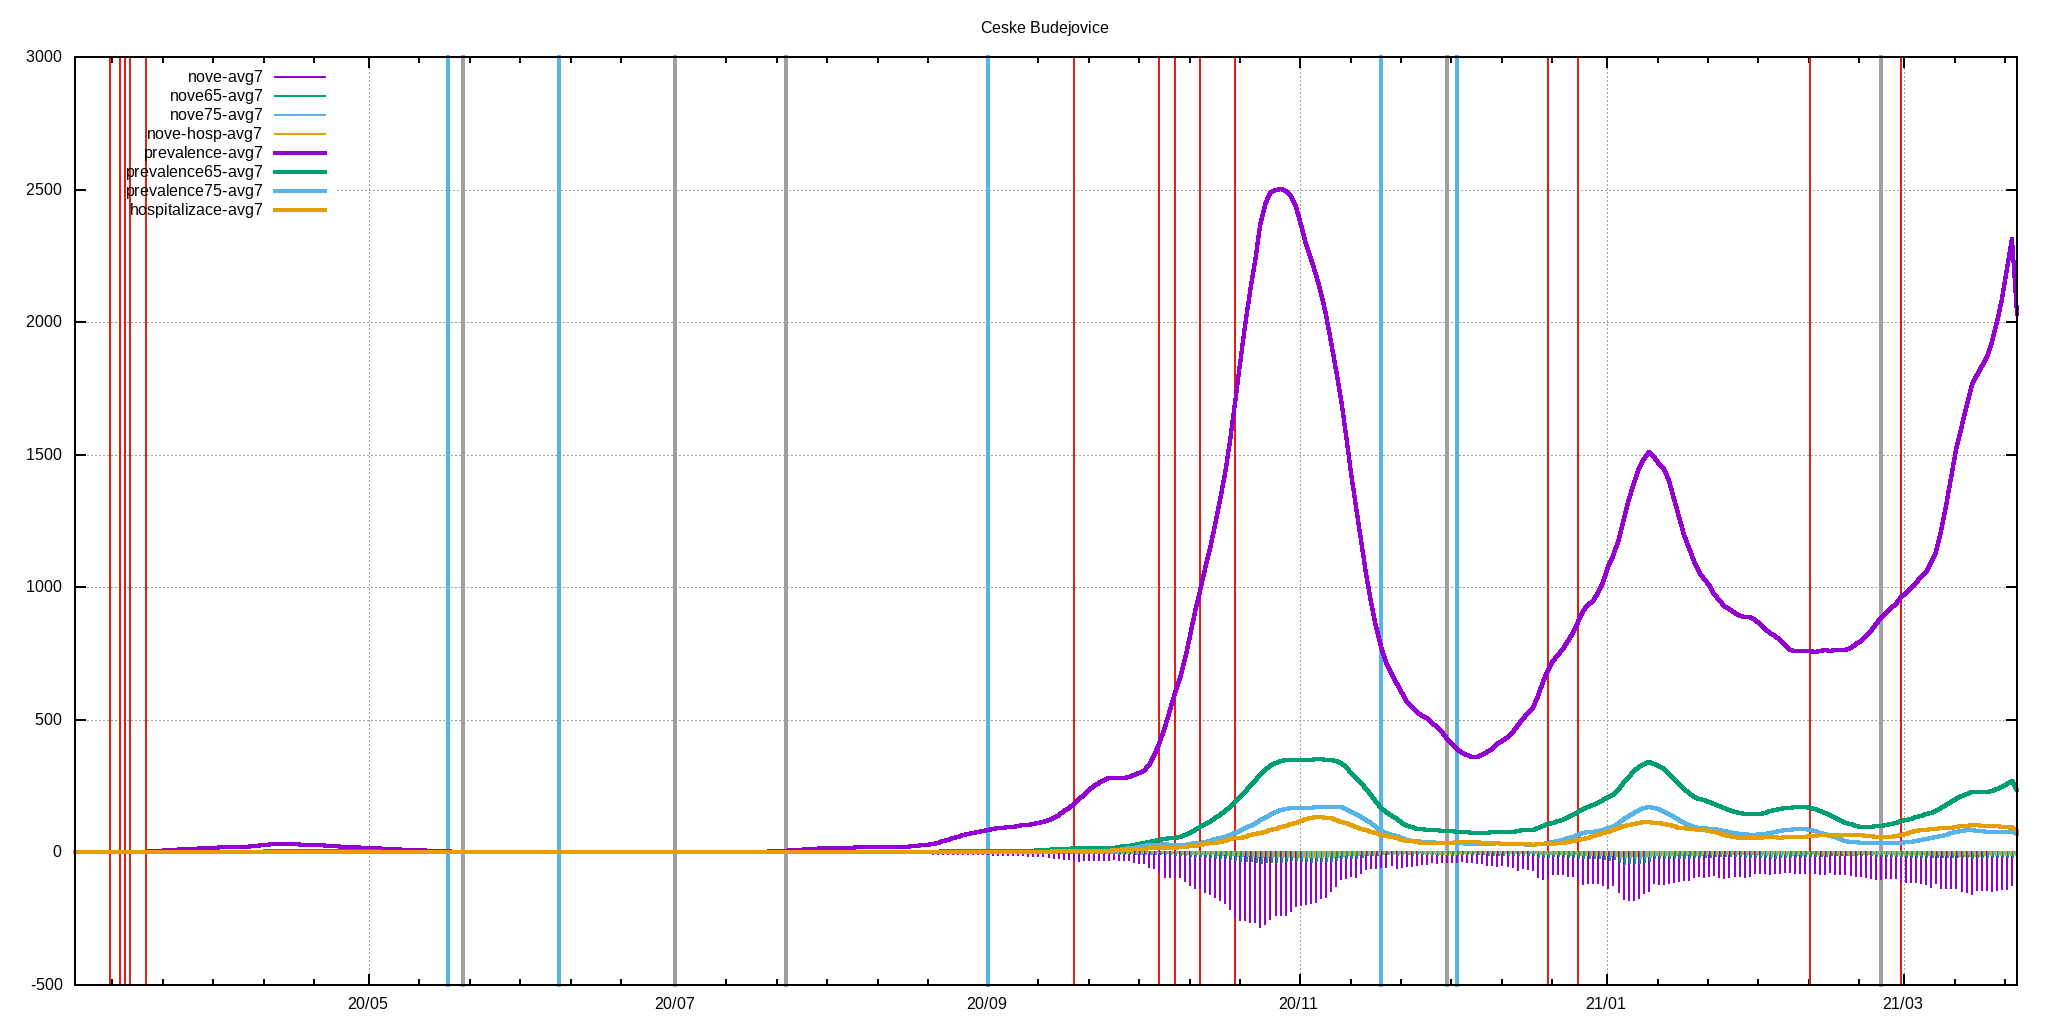 Ceske Budejovice
3000
nove-avg7
nove65-avg7
nove75-avg7
nove-hosp-avg7
prevalence-avg7
prevalence65-avg7
prevalence75-avg7
hospitalizace-avg7
2500
2000
1500
1000
500
0
-500
20/05 20/07 20/09 20/11 21/01 21/03